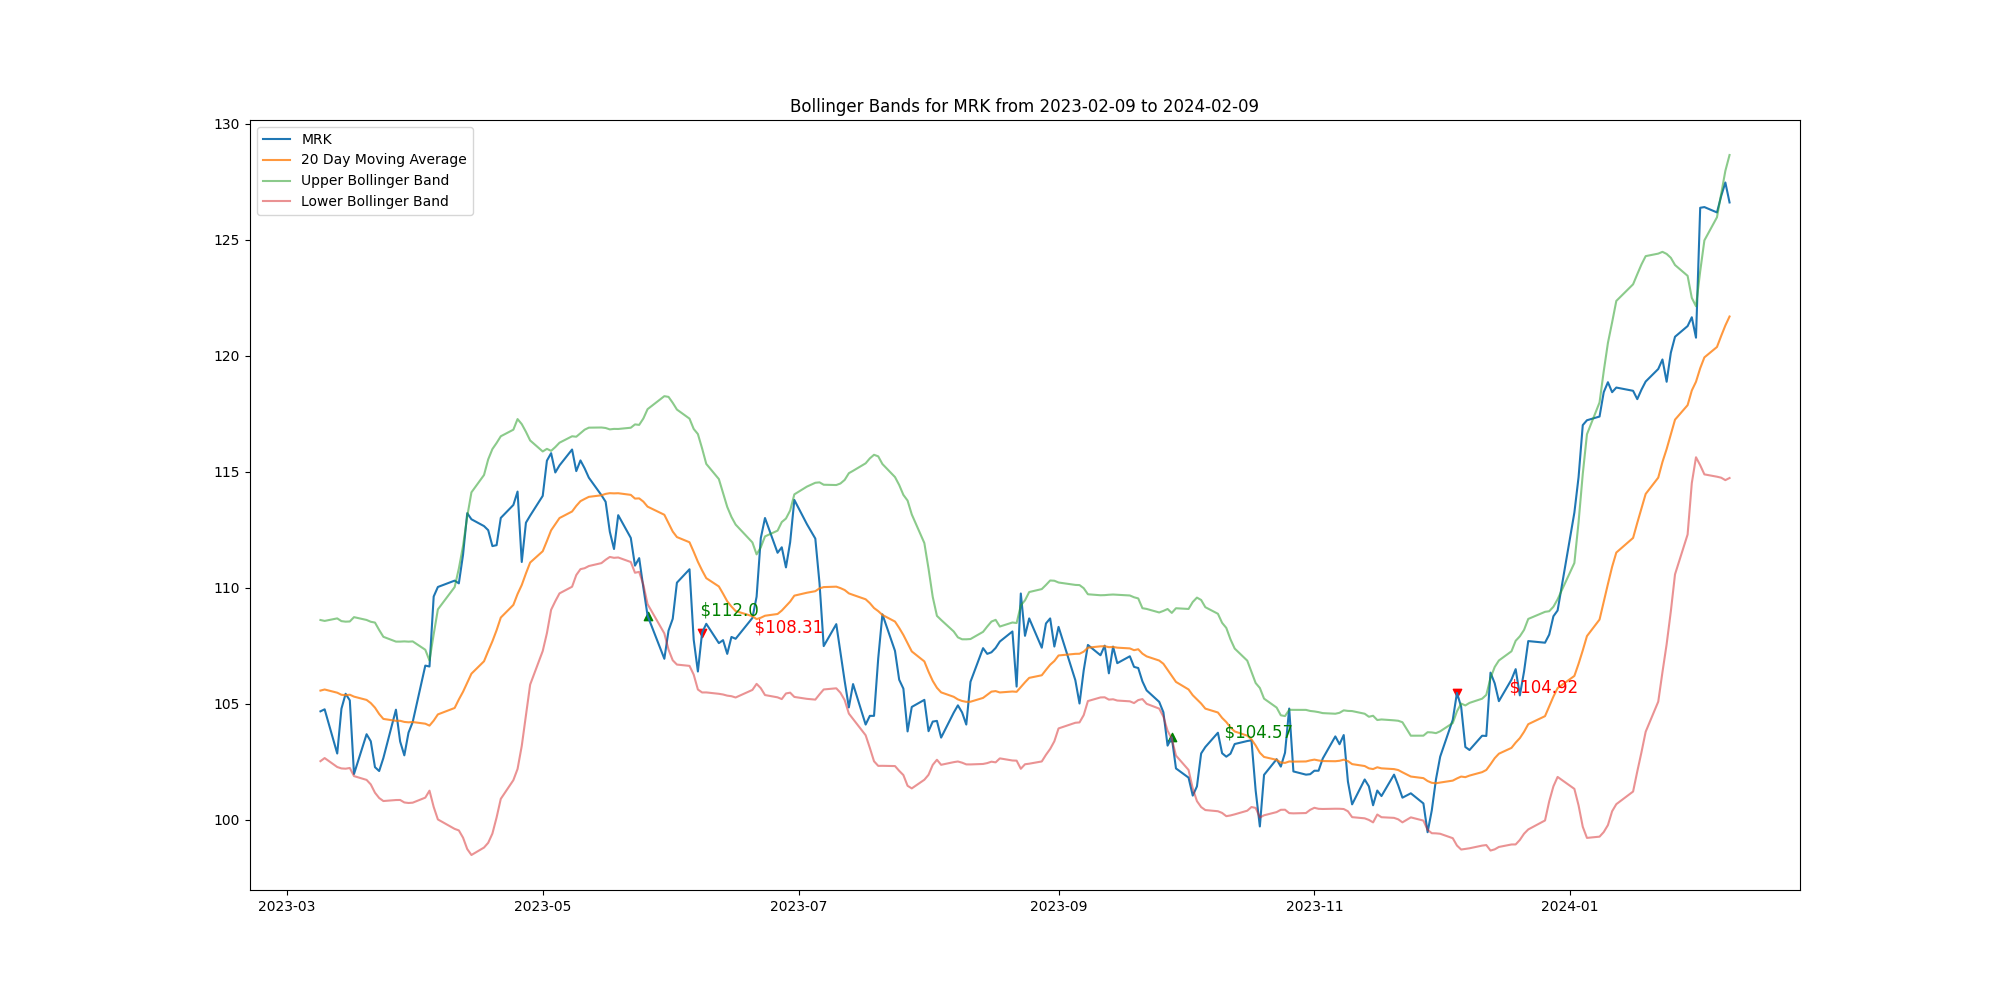 Bollinger Bands for MRK from 2023-02-09 to 2024-02-09
130
MRK
20 Day Moving Average
Upper Bollinger Band
Lower Bollinger Band
125
120
115
110
$112.0
$108.31
105
$104.92
$104.57
100
2023-03 2023-05 2023-07 2023-09 2023-11 2024-01